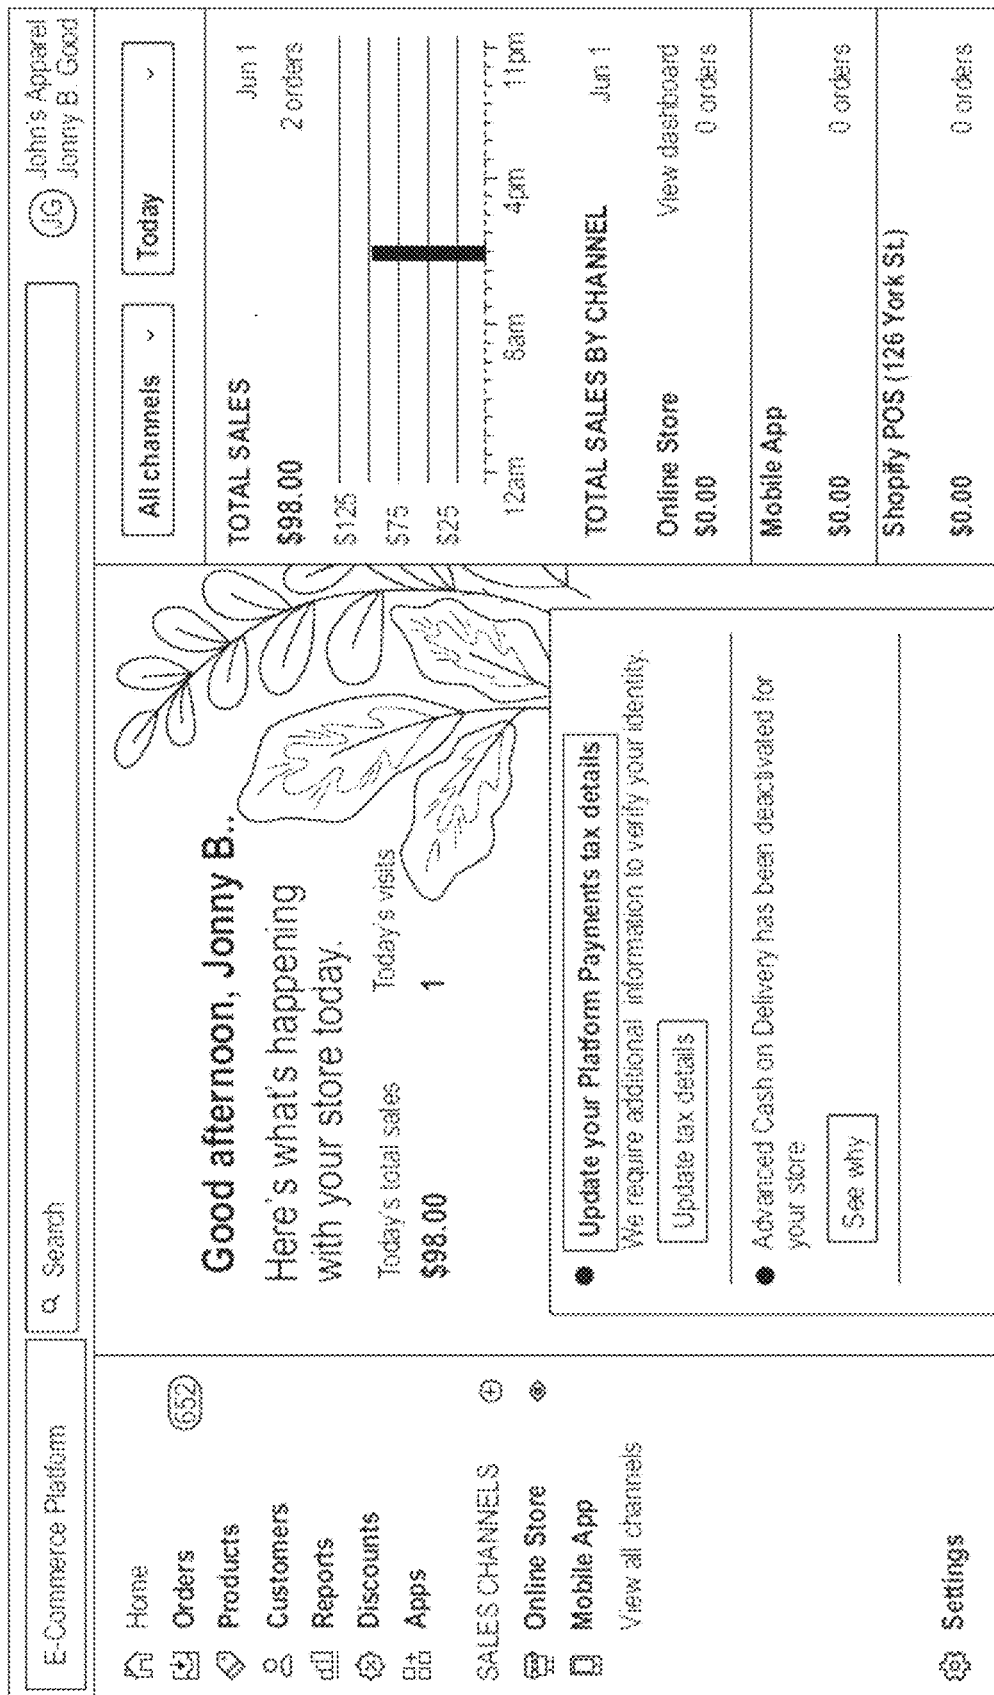 E-Commerce Platform
Search
JG
John's Apparel
Jonny B. Good
Home
Orders
652
Products
Customers
Reports
Discounts
Apps
SALES CHANNELS
Online Store
Mobile App
View all channels
Settings
Good afternoon, Jonny B..
Here's what's happening
with your store today.
Today's total sales
Today's visits
$98.00
1
Update your Platform Payments tax details
We require additional information to verify your identity.
Update tax details
Advanced Cash on Delivery has been deactivated for
your store
See why
All channels
Today
TOTAL SALES
Jun 1
$98.00
2 orders
$125
$75
$25
12am
8am
4pm
11pm
TOTAL SALES BY CHANNEL
Jun 1
Online Store
View dashboard
$0.00
0 orders
Mobile App
$0.00
0 orders
Shopify POS (126 York St.)
$0.00
0 orders